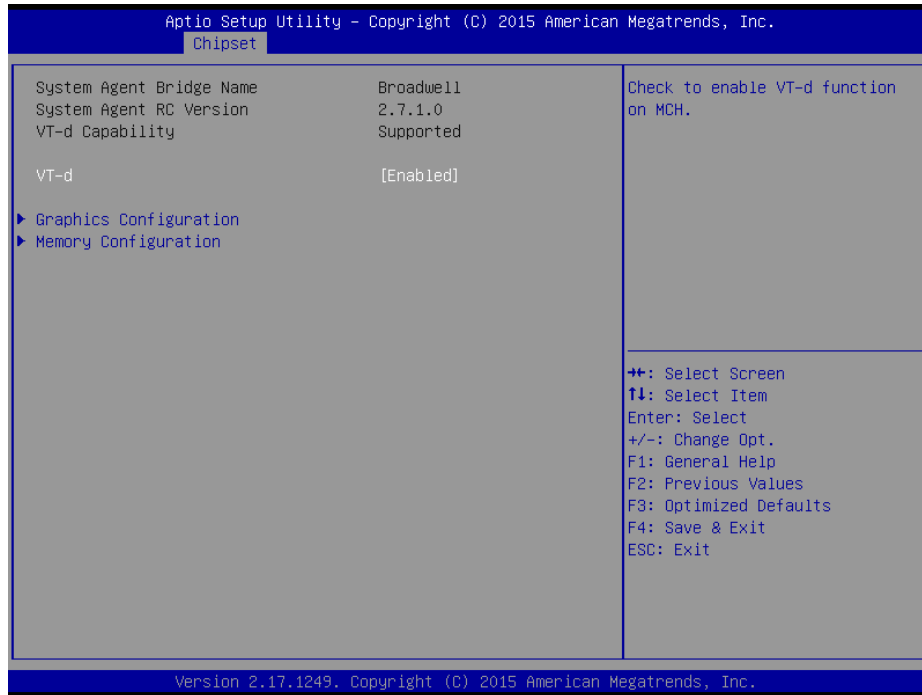 Aptio Setup Utility – Copyright (C) 2015 American Megatrends, Inc.
Chipset
System Agent Bridge Name Broadwell
System Agent RC Version 2.7.1.0
VT-d Capability Supported
VT-d [Enabled]
Graphics Configuration
Memory Configuration
Check to enable VT-d function
on MCH.
→←: Select Screen
↑↓: Select Item
Enter: Select
+/-: Change Opt.
F1: General Help
F2: Previous Values
F3: Optimized Defaults
F4: Save & Exit
ESC: Exit
Version 2.17.1249. Copyright (C) 2015 American Megatrends, Inc.